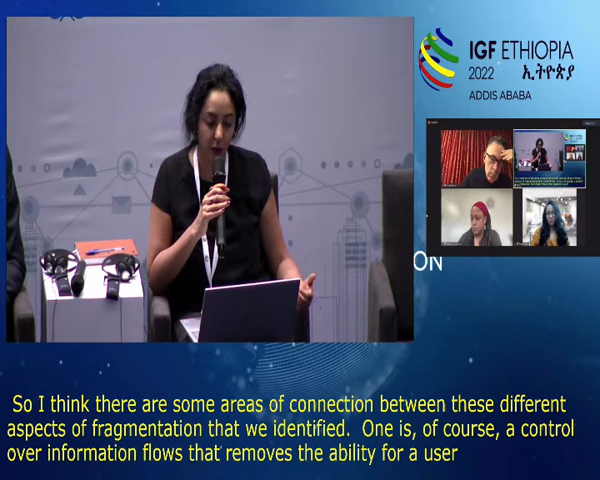 IGF ETHIOPIA
2022 ኢትዮጵያ
ADDIS ABABA
ON
So I think there are some areas of connection between these different
aspects of fragmentation that we identified. One is, of course, a control
over information flows that removes the ability for a user